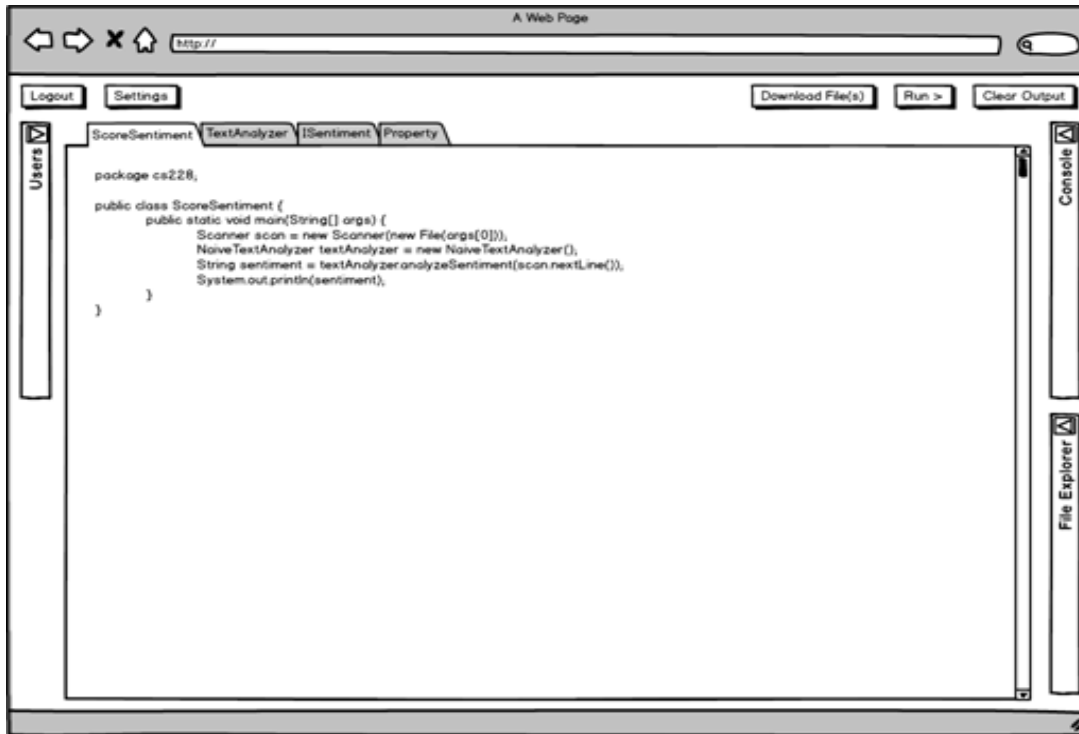 A Web Page
http://
Logout Settings Download File(s) Run > Clear Output
Users
ScoreSentiment TextAnalyzer ISentiment Property
package cs228;
public class ScoreSentiment {
public static void main(String[] args) {
Scanner scan = new Scanner(new File(args[0]));
NaiveTextAnalyzer textAnalyzer = new NaiveTextAnalyzer();
String sentiment = textAnalyzer.analyzeSentiment(scan.nextLine());
System.out.println(sentiment);
}
}
Console
File Explorer